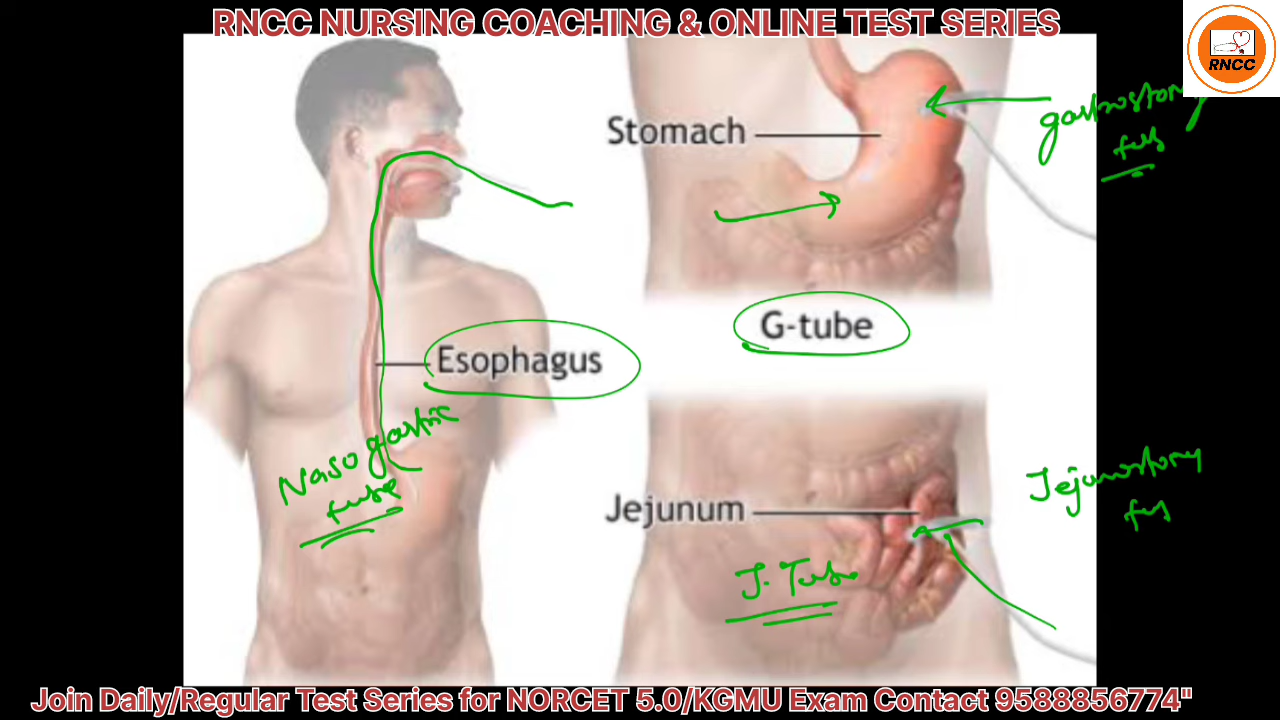 RNCC NURSING COACHING & ONLINE TEST SERIES
RNCC
Stomach
gastrostomy
G-tube
Esophagus
Naso gastric
tube
Jejunum
Jejunostomy
J. Tube
Join Daily/Regular Test Series for NORCET 5.0/KGMU Exam Contact 9588856774"